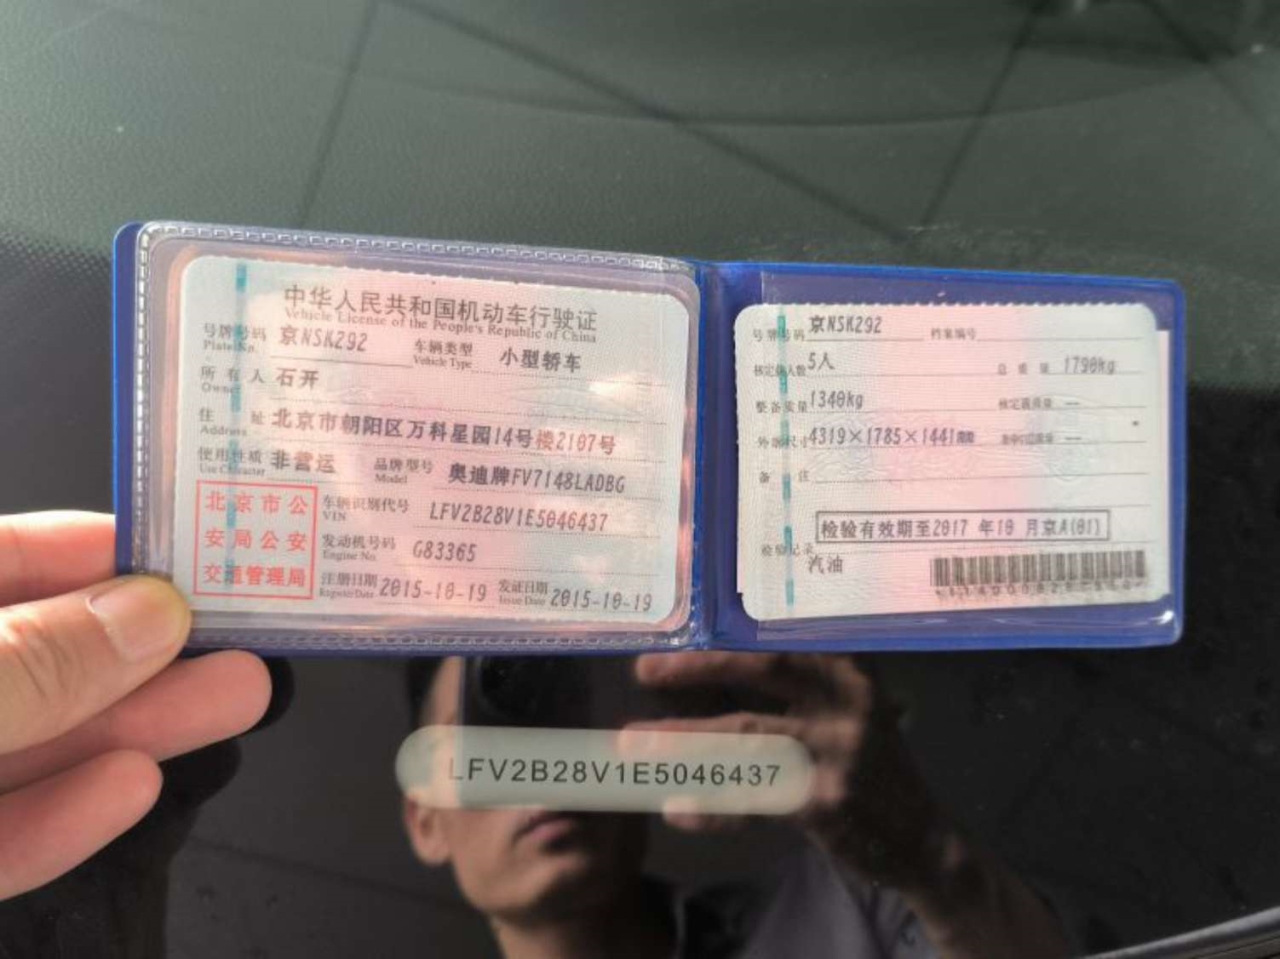 中华人民共和国机动车行驶证
Vehicle License of the People's Republic of China
号牌号码 京NSK292 车辆类型 小型轿车
Plate No. Vehicle Type
所有人 石开
Owner
住址 北京市朝阳区万科星园14号楼2107号
Address
使用性质 非营运 品牌型号 奥迪牌FV7148LADBG
Use Character Model
北京市公
安局公安
交通管理局
车辆识别代号 LFV2B28V1E5046437
VIN
发动机号码 G83365
Engine No.
注册日期 2015-10-19 发证日期 2015-10-19
Register Date Issue Date
号牌号码 京NSK292 档案编号
核定载人数 5人 总质量 1790kg
整备质量 1340kg 核定载质量 —
外廓尺寸 4319×1785×1441 —
备注
检验有效期至2017 年10 月京A(01)
检验记录
汽油
LFV2B28V1E5046437